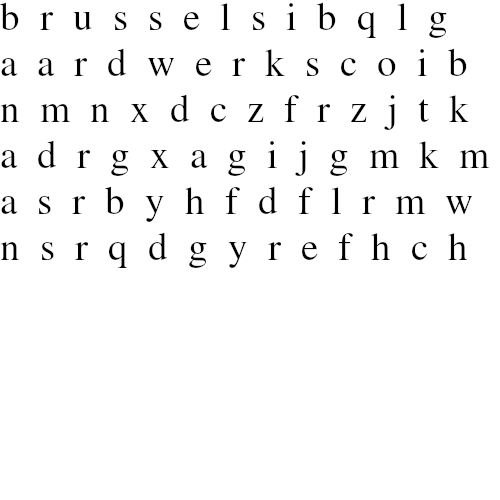 b r u s s e l s i b q l g
a a r d w e r k s c o i b
n m n x d c z f r z j t k
a d r g x a g i j g m k m
a s r b y h f d f l r m w
n s r q d g y r e f h c h